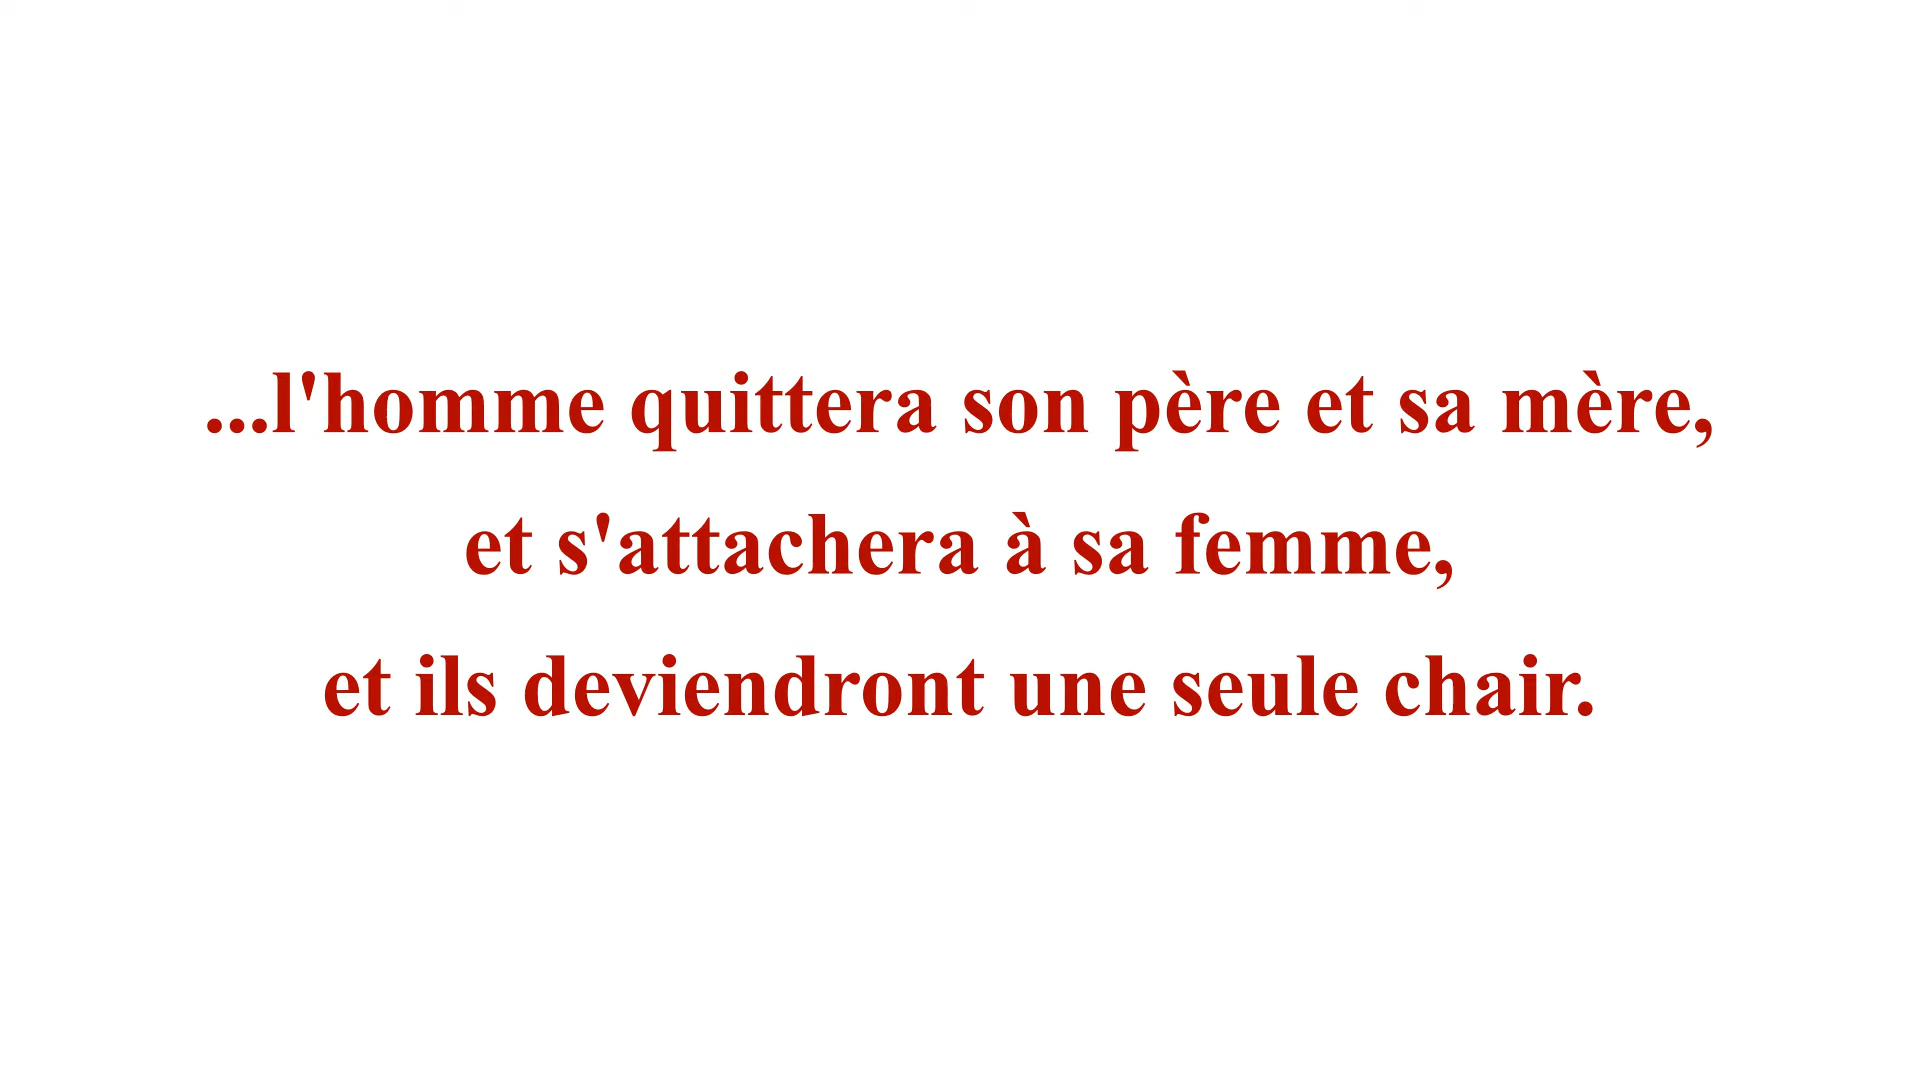 ...l'homme quittera son père et sa mère,
et s'attachera à sa femme,
et ils deviendront une seule chair.